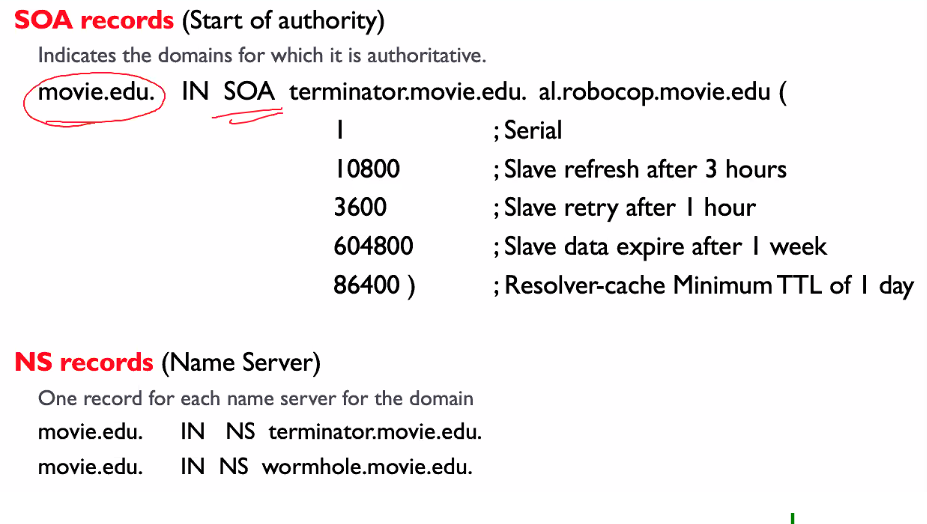 SOA records (Start of authority)
Indicates the domains for which it is authoritative.
movie.edu. IN SOA terminator.movie.edu. al.robocop.movie.edu (
1 ; Serial
10800 ; Slave refresh after 3 hours
3600 ; Slave retry after 1 hour
604800 ; Slave data expire after 1 week
86400 ) ; Resolver-cache Minimum TTL of 1 day
NS records (Name Server)
One record for each name server for the domain
movie.edu. IN NS terminator.movie.edu.
movie.edu. IN NS wormhole.movie.edu.